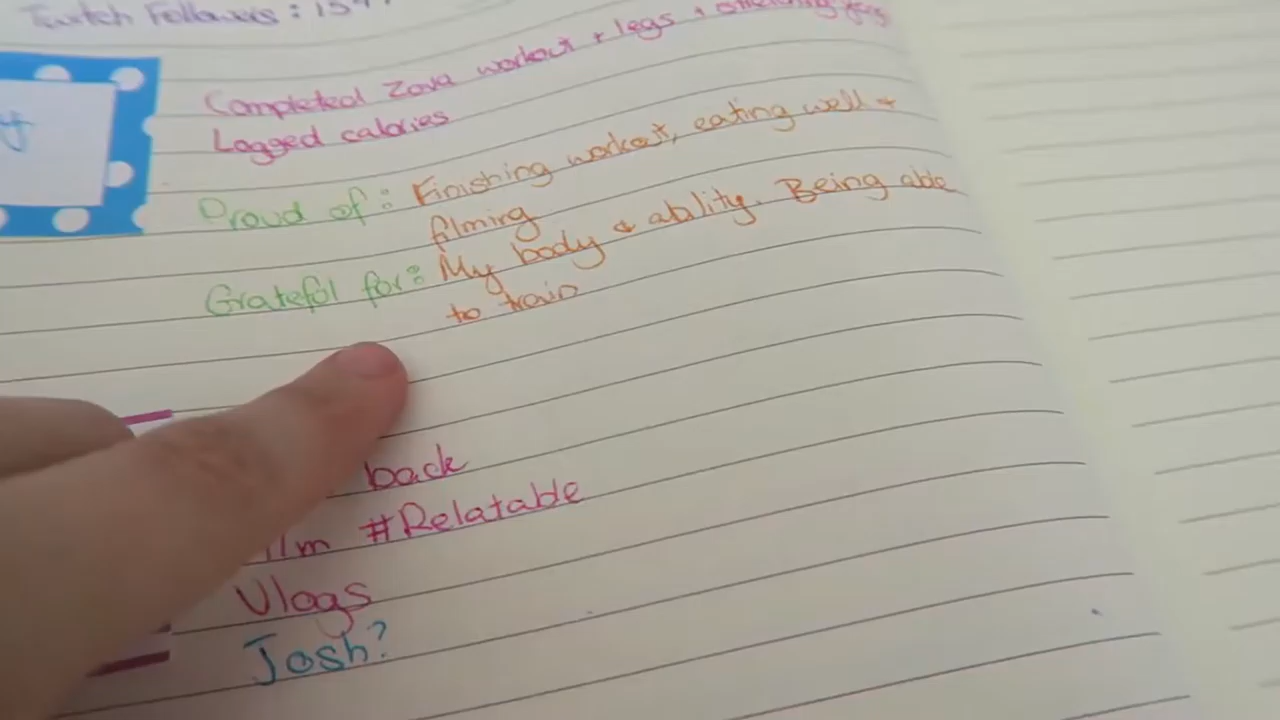 Twitch Followers: 15
Completed Zova workout + legs + stretching
Logged calories
Proud of: Finishing workout, eating well +
filming
Grateful for: My body & ability. Being able
to train
back
#Relatable
Vlogs
Josh?